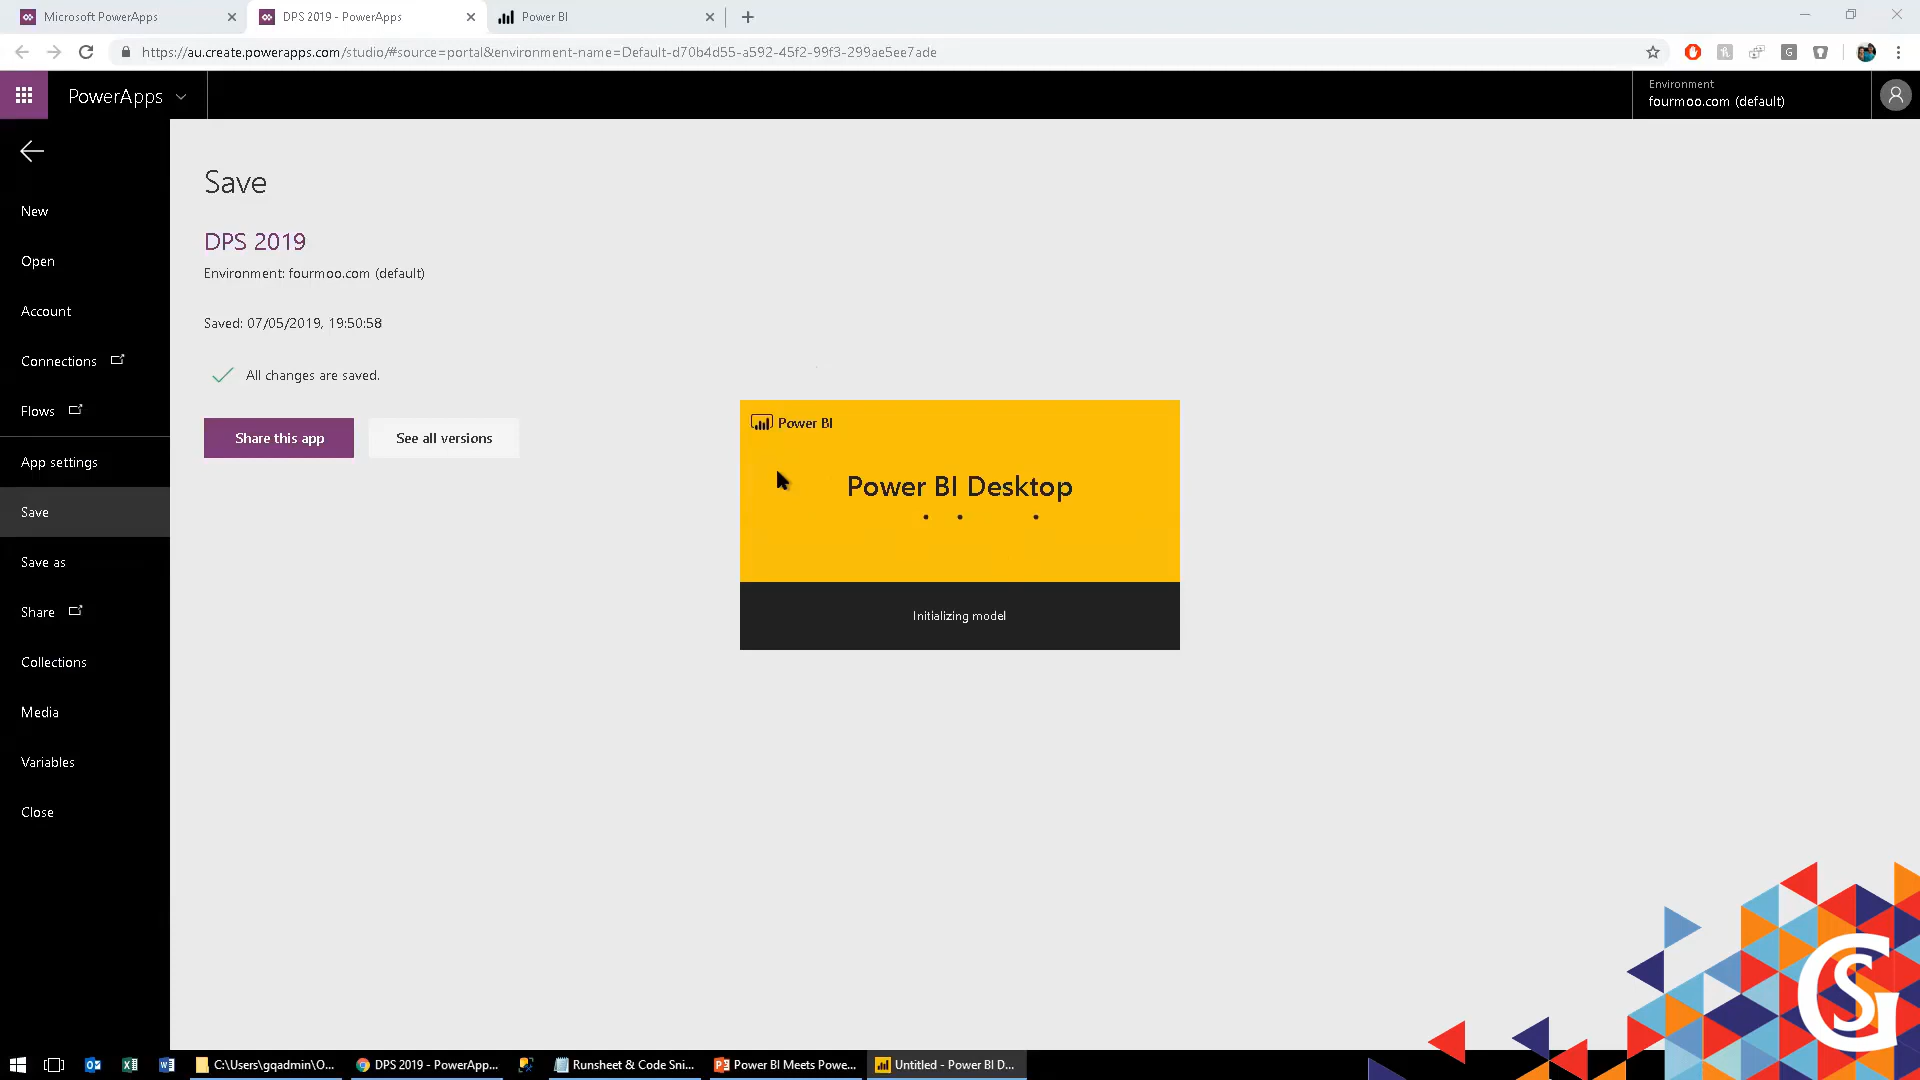 Microsoft PowerApps
DPS 2019 - PowerApps
Power BI
https://au.create.powerapps.com/studio/#source=portal&environment-name=Default-d70b4d55-a592-45f2-99f3-299ae5ee7ade
PowerApps
Environment
fourmoo.com (default)
New
Open
Account
Connections
Flows
App settings
Save
Save as
Share
Collections
Media
Variables
Close
Save
DPS 2019
Environment: fourmoo.com (default)
Saved: 07/05/2019, 19:50:58
All changes are saved.
Share this app
See all versions
Power BI
Power BI Desktop
Initializing model
C:\Users\gqadmin\O...
DPS 2019 - PowerApp...
Runsheet & Code Sni...
Power BI Meets Powe...
Untitled - Power BI D...